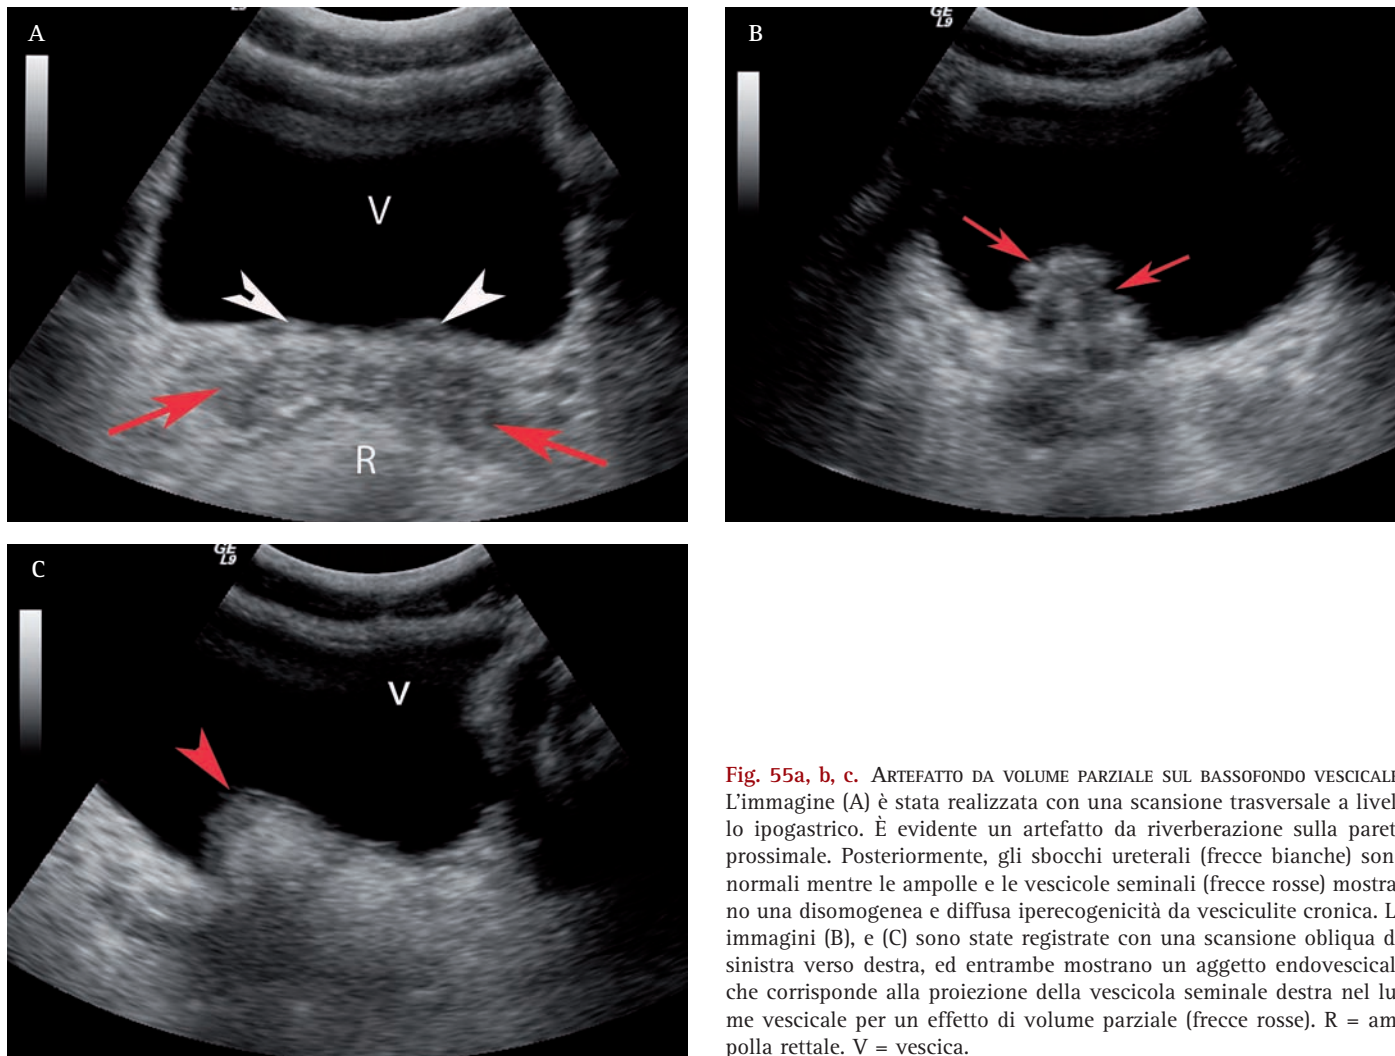 A
V
R
B
GE
L9
C
GE
L9
V
Fig. 55a, b, c. ARTEFATTO DA VOLUME PARZIALE SUL BASSOFONDO VESCICALE
L'immagine (A) è stata realizzata con una scansione trasversale a livel
lo ipogastrico. È evidente un artefatto da riverberazione sulla paret
prossimale. Posteriormente, gli sbocchi ureterali (frecce bianche) son
normali mentre le ampolle e le vescicole seminali (frecce rosse) mostra
no una disomogenea e diffusa iperecogenicità da vesciculite cronica. L
immagini (B), e (C) sono state registrate con una scansione obliqua d
sinistra verso destra, ed entrambe mostrano un aggetto endovescical
che corrisponde alla proiezione della vescicola seminale destra nel lu
me vescicale per un effetto di volume parziale (frecce rosse). R = am
polla rettale. V = vescica.